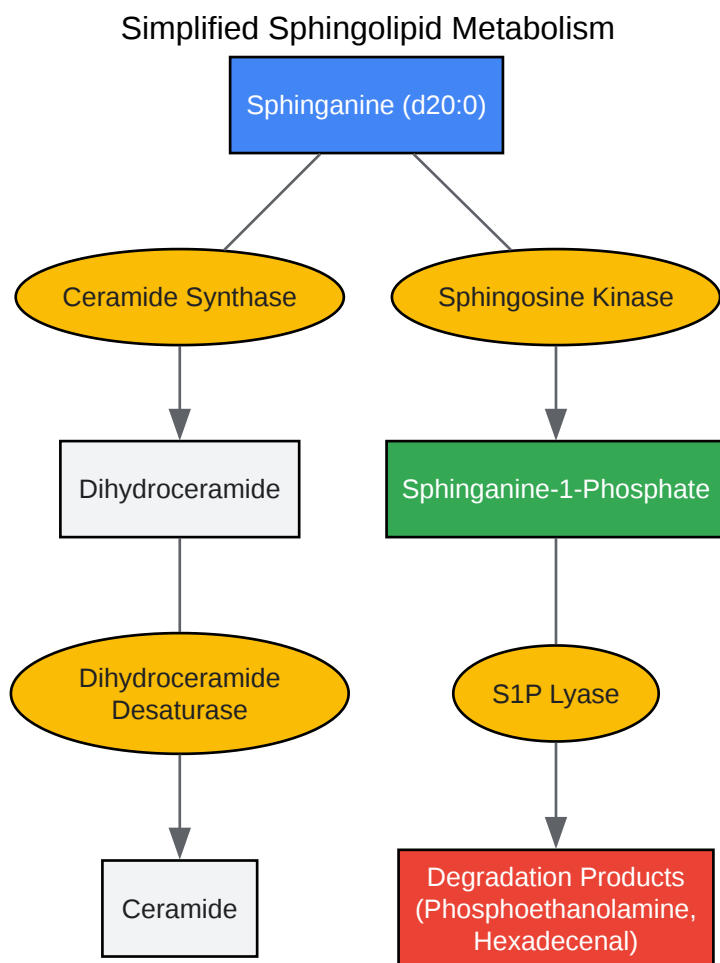 Simplified Sphingolipid Metabolism
Sphinganine (d20:0)
Ceramide Synthase
Sphingosine Kinase
Dihydroceramide
Sphinganine-1-Phosphate
Dihydroceramide
Desaturase
S1P Lyase
Ceramide
Degradation Products
(Phosphoethanolamine,
Hexadecenal)